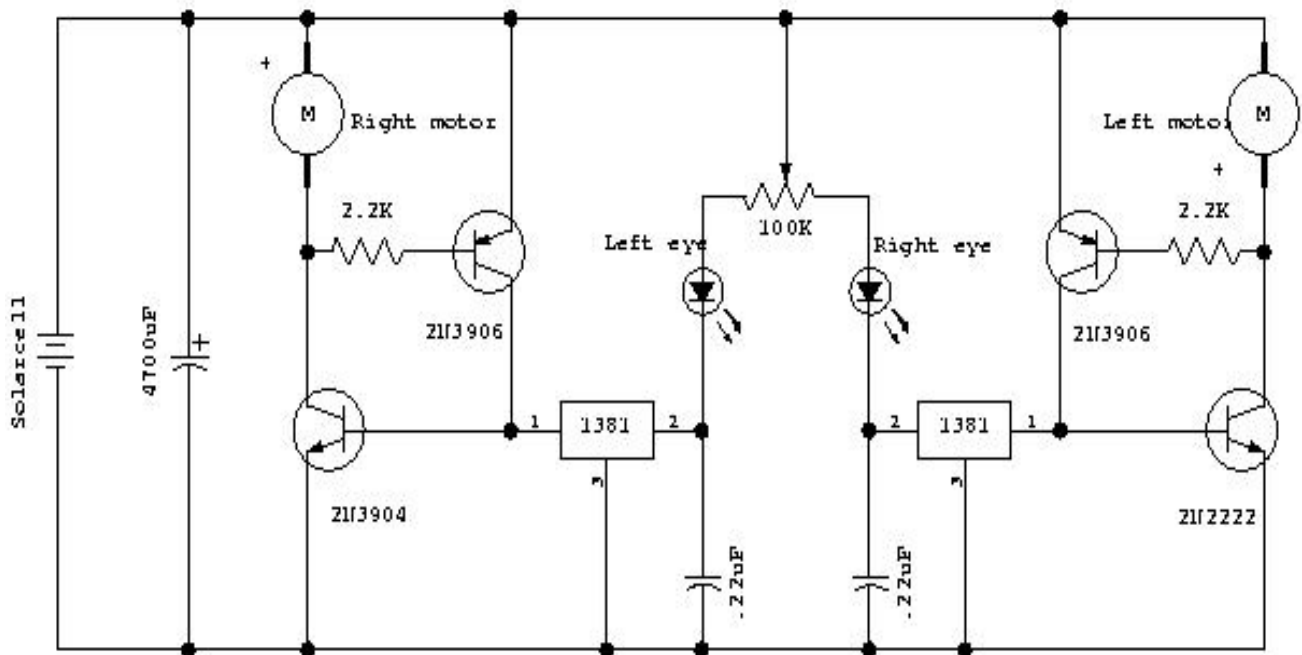 +
M
Right motor
Left motor
M
+
2.2K
100K
2.2K
Left eye
Right eye
2N3906
2N3906
Solarcell
4700uF
+
1
1381
2
2
1381
1
3
3
2N3904
2N2222
.22uF
.22uF